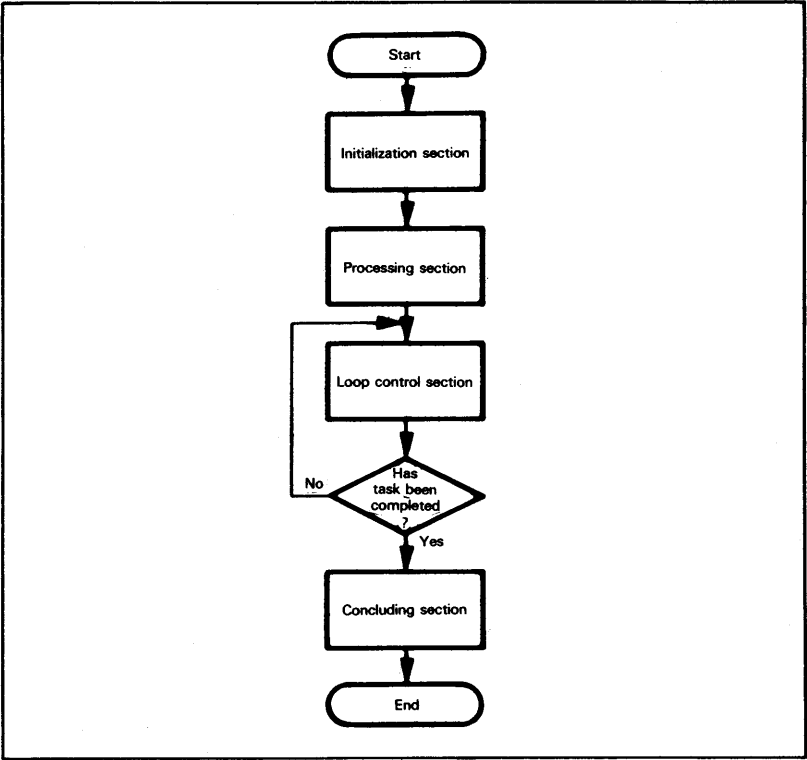 Start
Initialization section
Processing section
Loop control section
Has
task been
completed
?
No
Yes
Concluding section
End